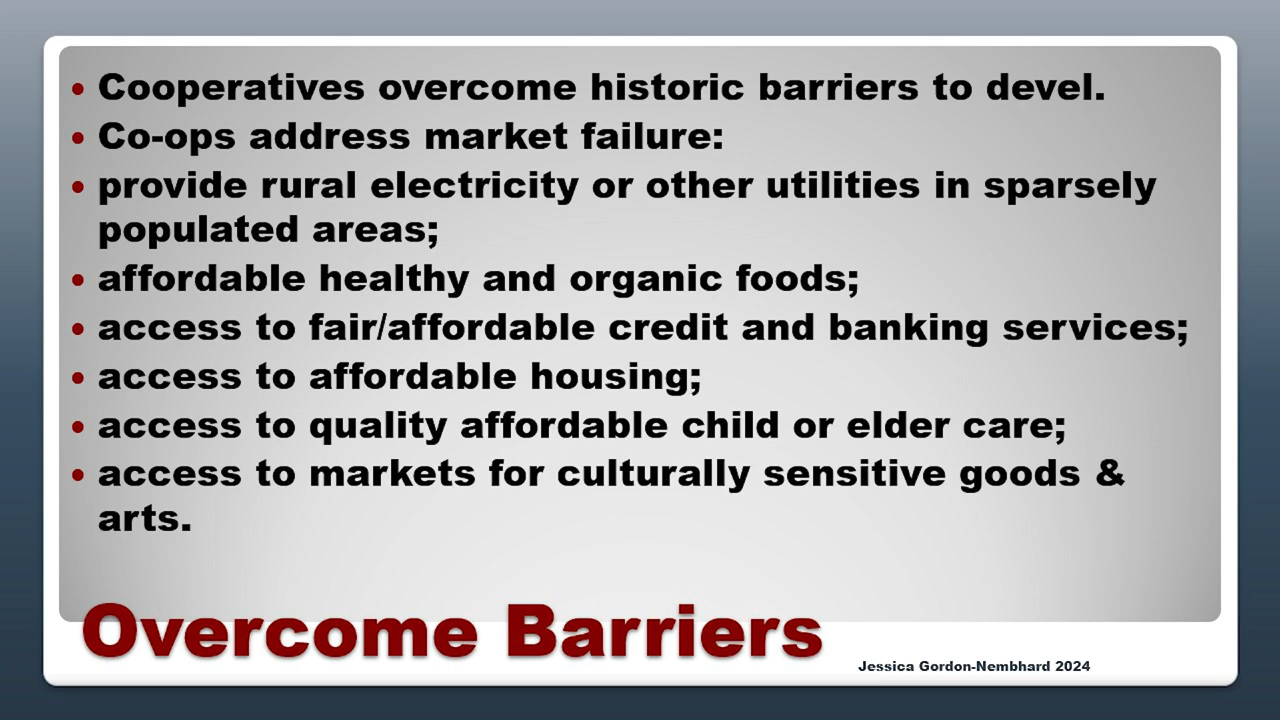 • Cooperatives overcome historic barriers to devel.
• Co-ops address market failure:
• provide rural electricity or other utilities in sparsely
populated areas;
• affordable healthy and organic foods;
• access to fair/affordable credit and banking services;
• access to affordable housing;
• access to quality affordable child or elder care;
• access to markets for culturally sensitive goods &
arts.
Overcome Barriers
Jessica Gordon-Nembhard 2024